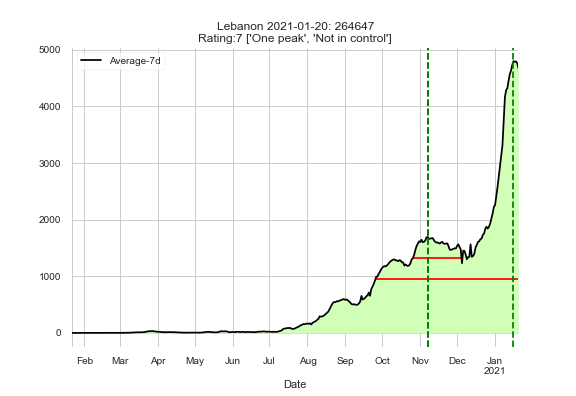 Lebanon 2021-01-20: 264647
Rating:7 ['One peak', 'Not in control']
Average-7d
5000
4000
3000
2000
1000
0
Feb Mar Apr May Jun Jul Aug Sep Oct Nov Dec Jan
2021
Date